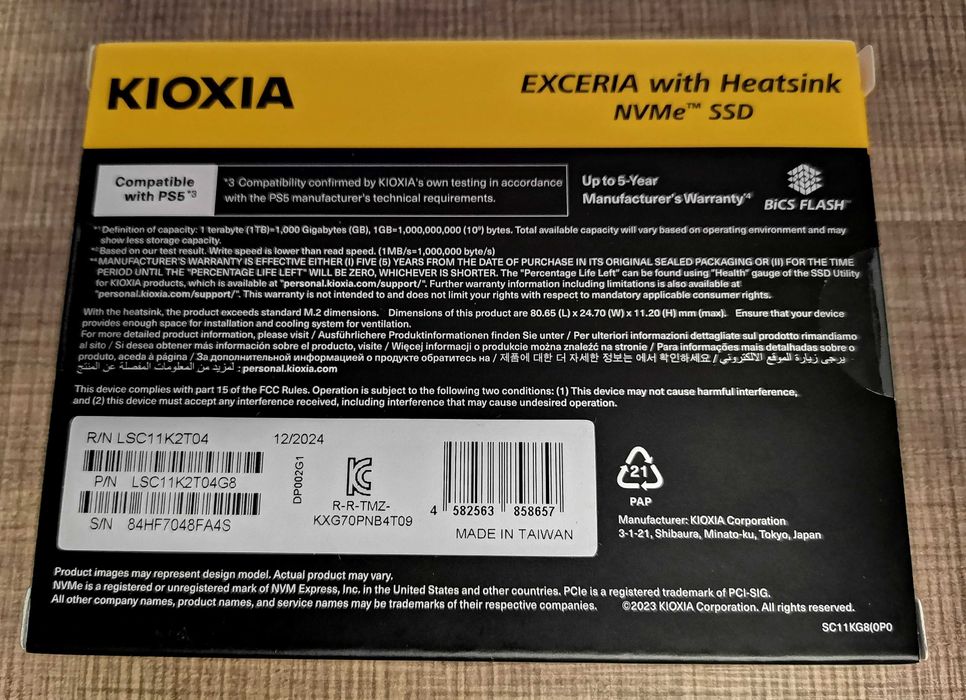 KIOXIA
EXCERIA with Heatsink
NVMe™ SSD
Compatible
with PS5*3
*3 Compatibility confirmed by KIOXIA's own testing in accordance
with the PS5 manufacturer's technical requirements.
Up to 5-Year
Manufacturer's Warranty*4
BiCS FLASH™
*1 Definition of capacity: 1 terabyte (1TB)=1,000 Gigabytes (GB), 1GB=1,000,000,000 (10⁹) bytes. Total available capacity will vary based on operating environment and may
show less storage capacity.
*2 Based on our test result. Write speed is lower than read speed. (1MB/s=1,000,000 byte/s)
*4 MANUFACTURER'S WARRANTY IS EFFECTIVE EITHER (I) FIVE (5) YEARS FROM THE DATE OF PURCHASE IN ITS ORIGINAL SEALED PACKAGING OR (II) FOR THE TIME
PERIOD UNTIL THE "PERCENTAGE LIFE LEFT" WILL BE ZERO, WHICHEVER IS SHORTER. The "Percentage Life Left" can be found using "Health" gauge of the SSD Utility
for KIOXIA products, which is available at "personal.kioxia.com/support/". Further warranty information including limitations is also available at
"personal.kioxia.com/support/". This warranty is not intended to and does not limit your rights with respect to mandatory applicable consumer rights.
With the heatsink, the product exceeds standard M.2 dimensions. Dimensions of this product are 80.65 (L) x 24.70 (W) x 11.20 (H) mm (max). Ensure that your device
provides enough space for installation and cooling system for ventilation.
For more detailed product information, please visit / Ausführlichere Produktinformationen finden Sie unter / Per ulteriori informazioni dettagliate sul prodotto rimandiamo
al sito / Si desea obtener más información sobre el producto, visite / Więcej informacji o produkcie można znaleźć na stronie / Para informações mais detalhadas sobre o
produto, aceda à página / За дополнительной информацией о продукте обратитесь на / 제품에 대한 더 자세한 정보는 에서 확인하세요 / يرجى زيارة الموقع الالكتروني
لمزيد من المعلومات المفصلة عن المنتج : personal.kioxia.com
This device complies with part 15 of the FCC Rules. Operation is subject to the following two conditions: (1) This device may not cause harmful interference,
and (2) this device must accept any interference received, including interference that may cause undesired operation.
R/N LSC11K2T04
12/2024
P/N LSC11K2T04G8
S/N 84HF7048FA4S
DP002G1
R-R-TMZ-
KXG70PNB4T09
4 582563 858657
MADE IN TAIWAN
21
PAP
Manufacturer: KIOXIA Corporation
3-1-21, Shibaura, Minato-ku, Tokyo, Japan
Product images may represent design model. Actual product may vary.
NVMe is a registered or unregistered mark of NVM Express, Inc. in the United States and other countries. PCIe is a registered trademark of PCI-SIG.
All other company names, product names, and service names may be trademarks of their respective companies. ©2023 KIOXIA Corporation. All rights reserved.
SC11KG8(0P0